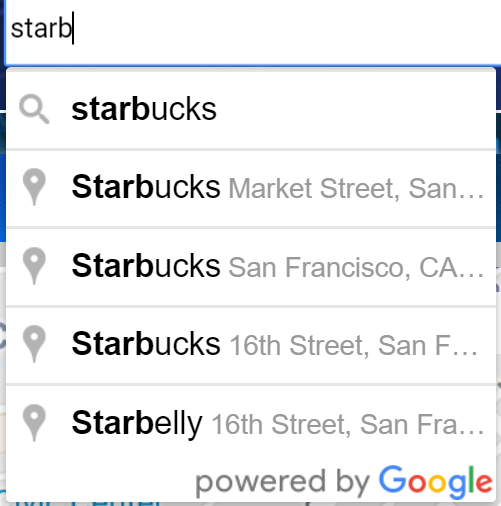 starb
starbucks
Starbucks Market Street, San...
Starbucks San Francisco, CA...
Starbucks 16th Street, San F...
Starbelly 16th Street, San Fra...
powered by Google